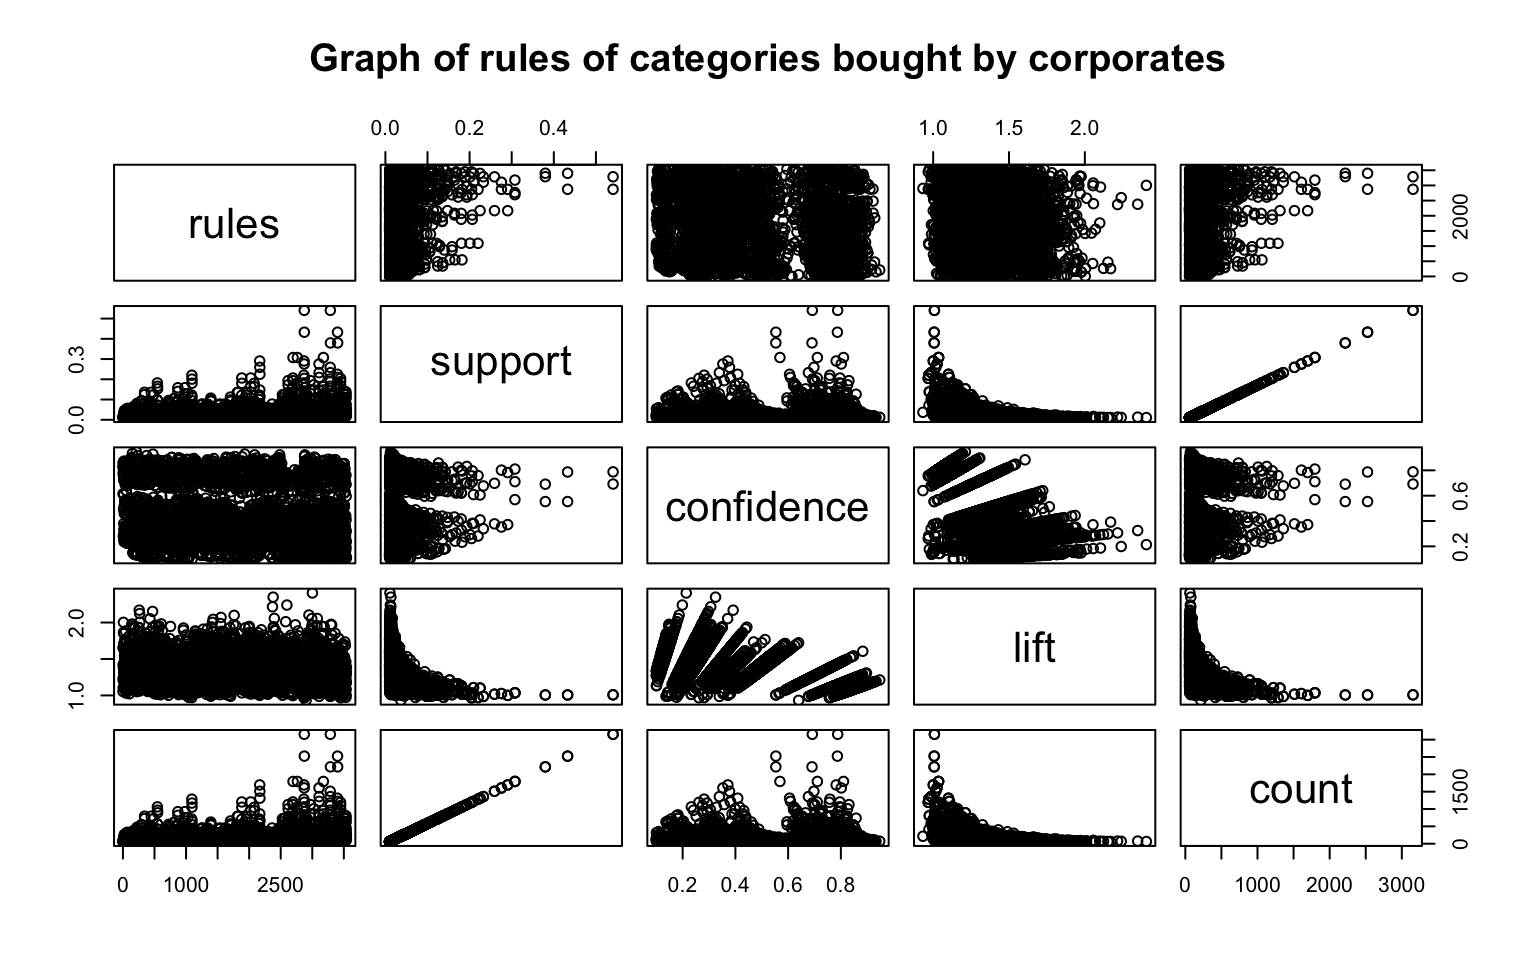 Graph of rules of categories bought by corporates
0.0 0.2 0.4 1.0 1.5 2.0
rules
0 2000
support
0.0 0.3
confidence
0.2 0.6
lift
1.0 2.0
count
0 1500
0 1000 2500 0.2 0.4 0.6 0.8 0 1000 2000 3000